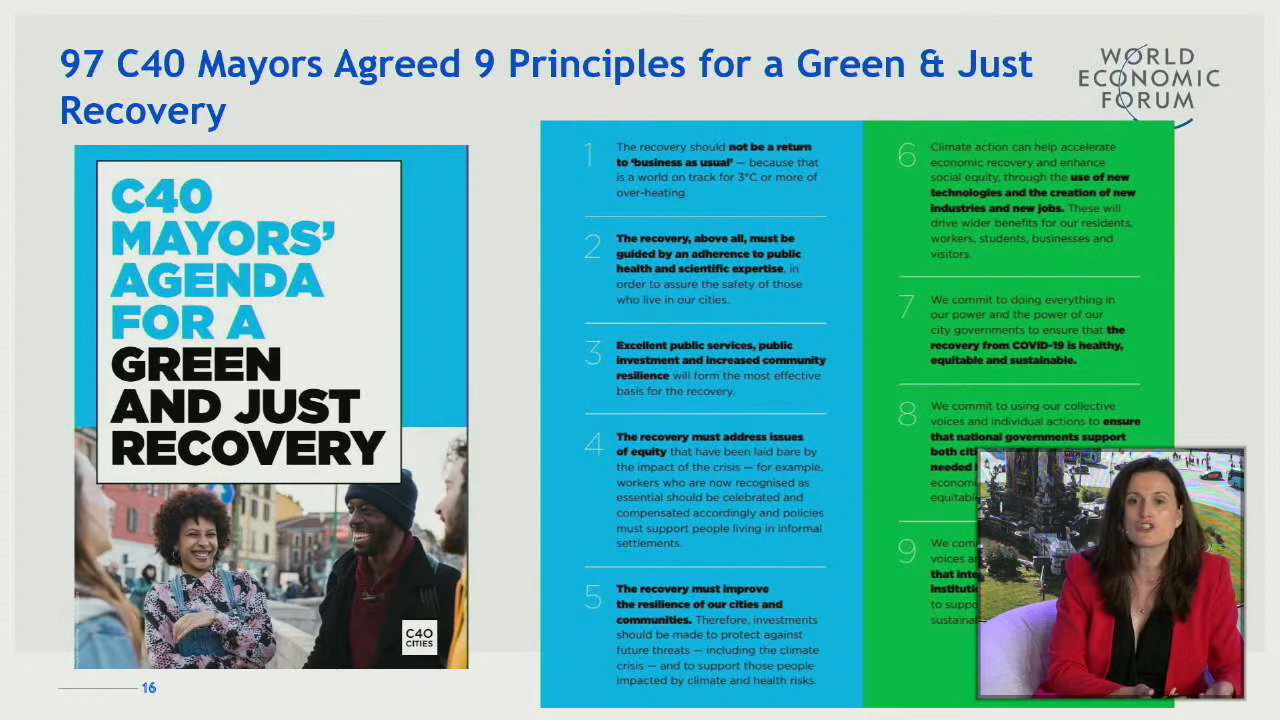 97 C40 Mayors Agreed 9 Principles for a Green & Just
Recovery
WORLD
ECONOMIC
FORUM
C40
MAYORS'
AGENDA
FOR A
GREEN
AND JUST
RECOVERY
C40
CITIES
16
1
The recovery should not be a return
to 'business as usual' — because that
is a world on track for 3°C or more of
over-heating.
2
The recovery, above all, must be
guided by an adherence to public
health and scientific expertise, in
order to assure the safety of those
who live in our cities.
3
Excellent public services, public
investment and increased community
resilience will form the most effective
basis for the recovery.
4
The recovery must address issues
of equity that have been laid bare by
the impact of the crisis — for example,
workers who are now recognised as
essential should be celebrated and
compensated accordingly and policies
must support people living in informal
settlements.
5
The recovery must improve
the resilience of our cities and
communities. Therefore, investments
should be made to protect against
future threats — including the climate
crisis — and to support those people
impacted by climate and health risks.
6
Climate action can help accelerate
economic recovery and enhance
social equity, through the use of new
technologies and the creation of new
industries and new jobs. These will
drive wider benefits for our residents,
workers, students, businesses and
visitors.
7
We commit to doing everything in
our power and the power of our
city governments to ensure that the
recovery from COVID-19 is healthy,
equitable and sustainable.
8
We commit to using our collective
voices and individual actions to ensure
that national governments support
both
needed
9
We
voices
that
to